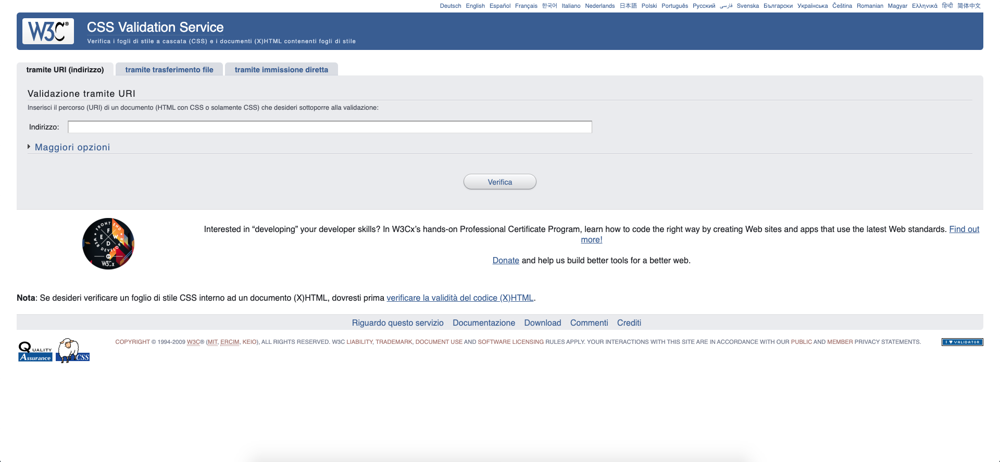 Deutsch English Español Français 한국어 Italiano Nederlands 日本語 Polski Português Русский فارسی Svenska Български Українська Čeština Romanian Magyar Ελληνικά हिन्दी 简体中文
W3C®
CSS Validation Service
Verifica i fogli di stile a cascata (CSS) e i documenti (X)HTML contenenti fogli di stile
tramite URI (indirizzo) tramite trasferimento file tramite immissione diretta
Validazione tramite URI
Inserisci il percorso (URI) di un documento (HTML con CSS o solamente CSS) che desideri sottoporre alla validazione:
Indirizzo:
Maggiori opzioni
Verifica
FRONT END
F
E W
D
WEB DEVELOPER
BY
W3Cx
Interested in “developing” your developer skills? In W3Cx’s hands-on Professional Certificate Program, learn how to code the right way by creating Web sites and apps that use the latest Web standards. Find out
more!
Donate and help us build better tools for a better web.
Nota: Se desideri verificare un foglio di stile CSS interno ad un documento (X)HTML, dovresti prima verificare la validità del codice (X)HTML.
Riguardo questo servizio Documentazione Download Commenti Crediti
QUALITY
Assurance
CSS
COPYRIGHT © 1994-2009 W3C® (MIT, ERCIM, KEIO), ALL RIGHTS RESERVED. W3C LIABILITY, TRADEMARK, DOCUMENT USE AND SOFTWARE LICENSING RULES APPLY. YOUR INTERACTIONS WITH THIS SITE ARE IN ACCORDANCE WITH OUR PUBLIC AND MEMBER PRIVACY STATEMENTS.
I ♥ VALIDATOR